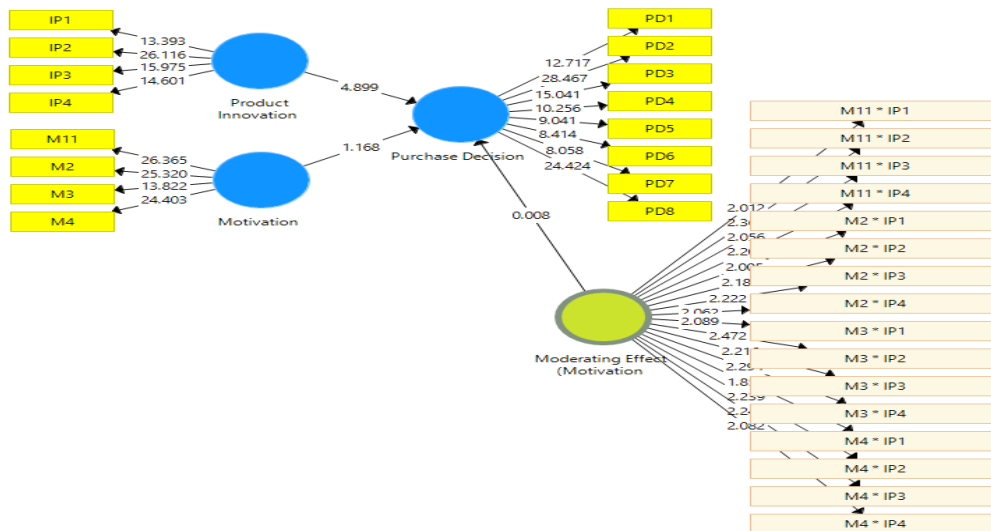 IP1
IP2
IP3
IP4
13.393
26.116
15.975
14.601
Product
Innovation
M11
M2
M3
M4
26.365
25.320
13.822
24.403
Motivation
4.899
1.168
Purchase Decision
PD1
PD2
PD3
PD4
PD5
PD6
PD7
PD8
12.717
28.467
15.041
10.256
9.041
8.414
8.058
24.424
0.008
Moderating Effect
(Motivation
2.056
2.222
2.062
2.089
2.472
2.082
M11 * IP1
M11 * IP2
M11 * IP3
M11 * IP4
M2 * IP1
M2 * IP2
M2 * IP3
M2 * IP4
M3 * IP1
M3 * IP2
M3 * IP3
M3 * IP4
M4 * IP1
M4 * IP2
M4 * IP3
M4 * IP4